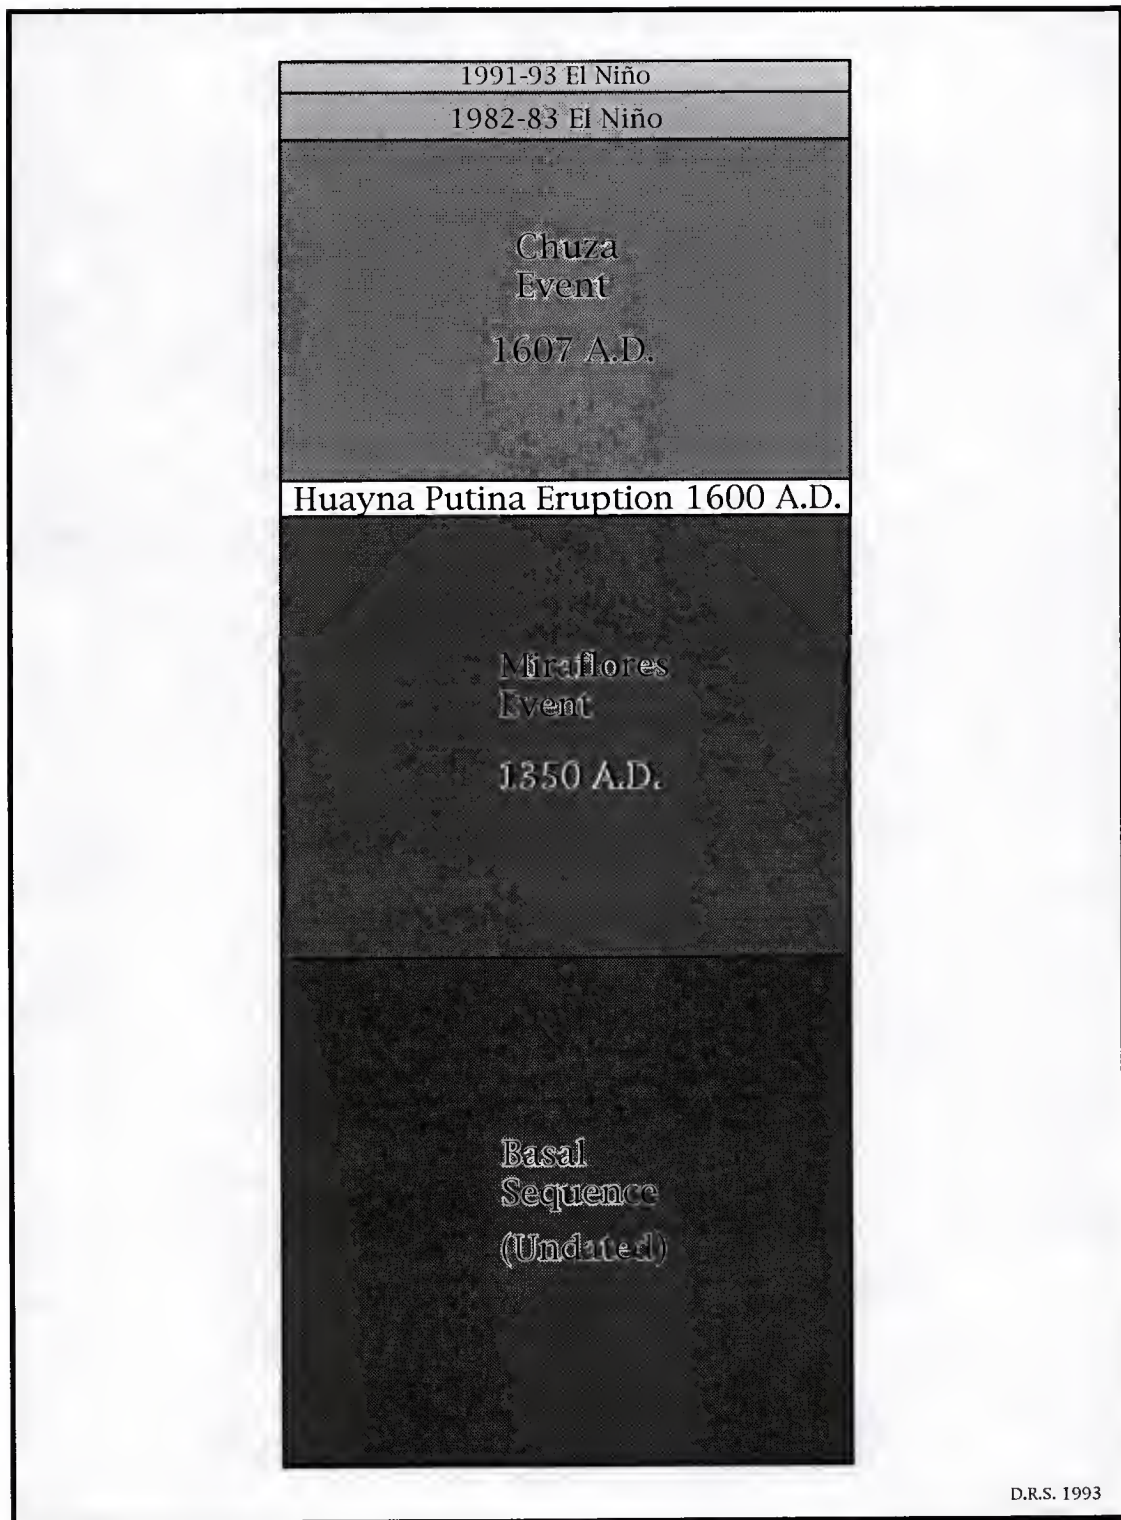 1991-93 El Niño
1982-83 El Niño
Chuza
Event
1607 A.D.
Huayna Putina Eruption 1600 A.D.
Miraflores
Event
1350 A.D.
Basal
Sequence
(Undated)
D.R.S. 1993